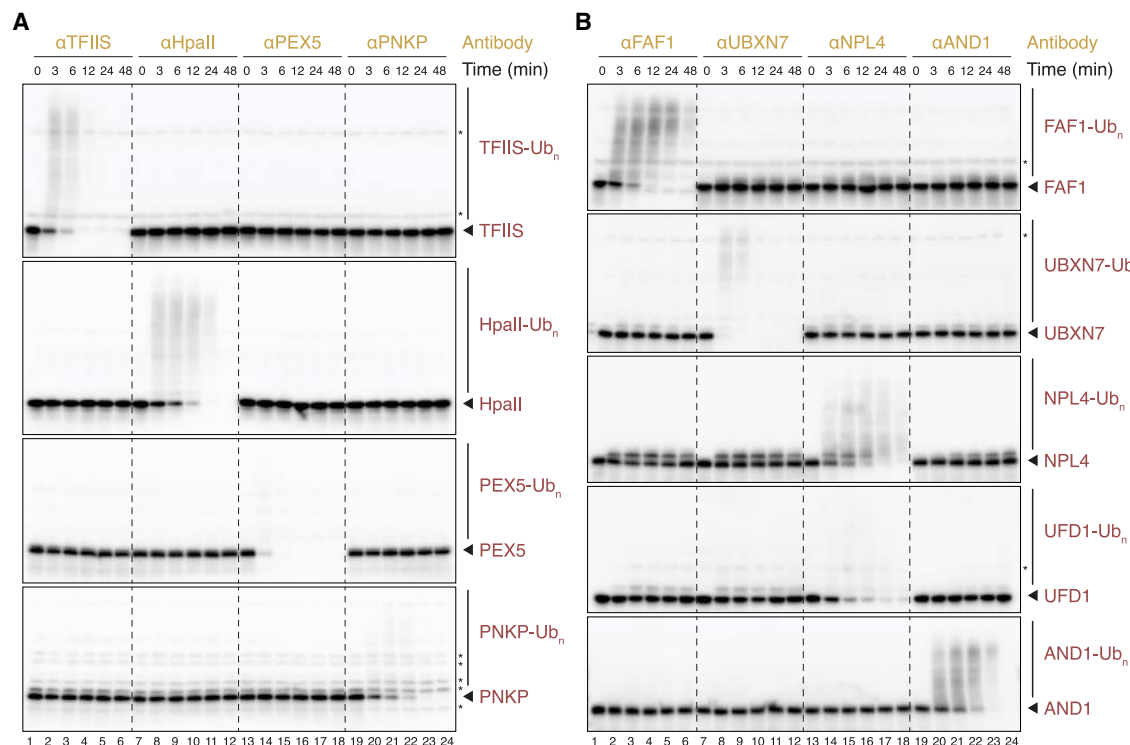 A
αTFIIS αHpaII αPEX5 αPNKP Antibody
0 3 6 12 24 48 0 3 6 12 24 48 0 3 6 12 24 48 0 3 6 12 24 48 Time (min)
*
TFIIS-Ubn
*
TFIIS
HpaII-Ubn
HpaII
PEX5-Ubn
PEX5
PNKP-Ubn
*
*
*
*
PNKP
*
1 2 3 4 5 6 7 8 9 10 11 12 13 14 15 16 17 18 19 20 21 22 23 24
B
αFAF1 αUBXN7 αNPL4 αAND1 Antibody
0 3 6 12 24 48 0 3 6 12 24 48 0 3 6 12 24 48 0 3 6 12 24 48 Time (min)
FAF1-Ubn
*
FAF1
*
UBXN7-Ub
UBXN7
NPL4-Ubn
NPL4
UFD1-Ubn
*
UFD1
AND1-Ubn
AND1
1 2 3 4 5 6 7 8 9 10 11 12 13 14 15 16 17 18 19 20 21 22 23 24